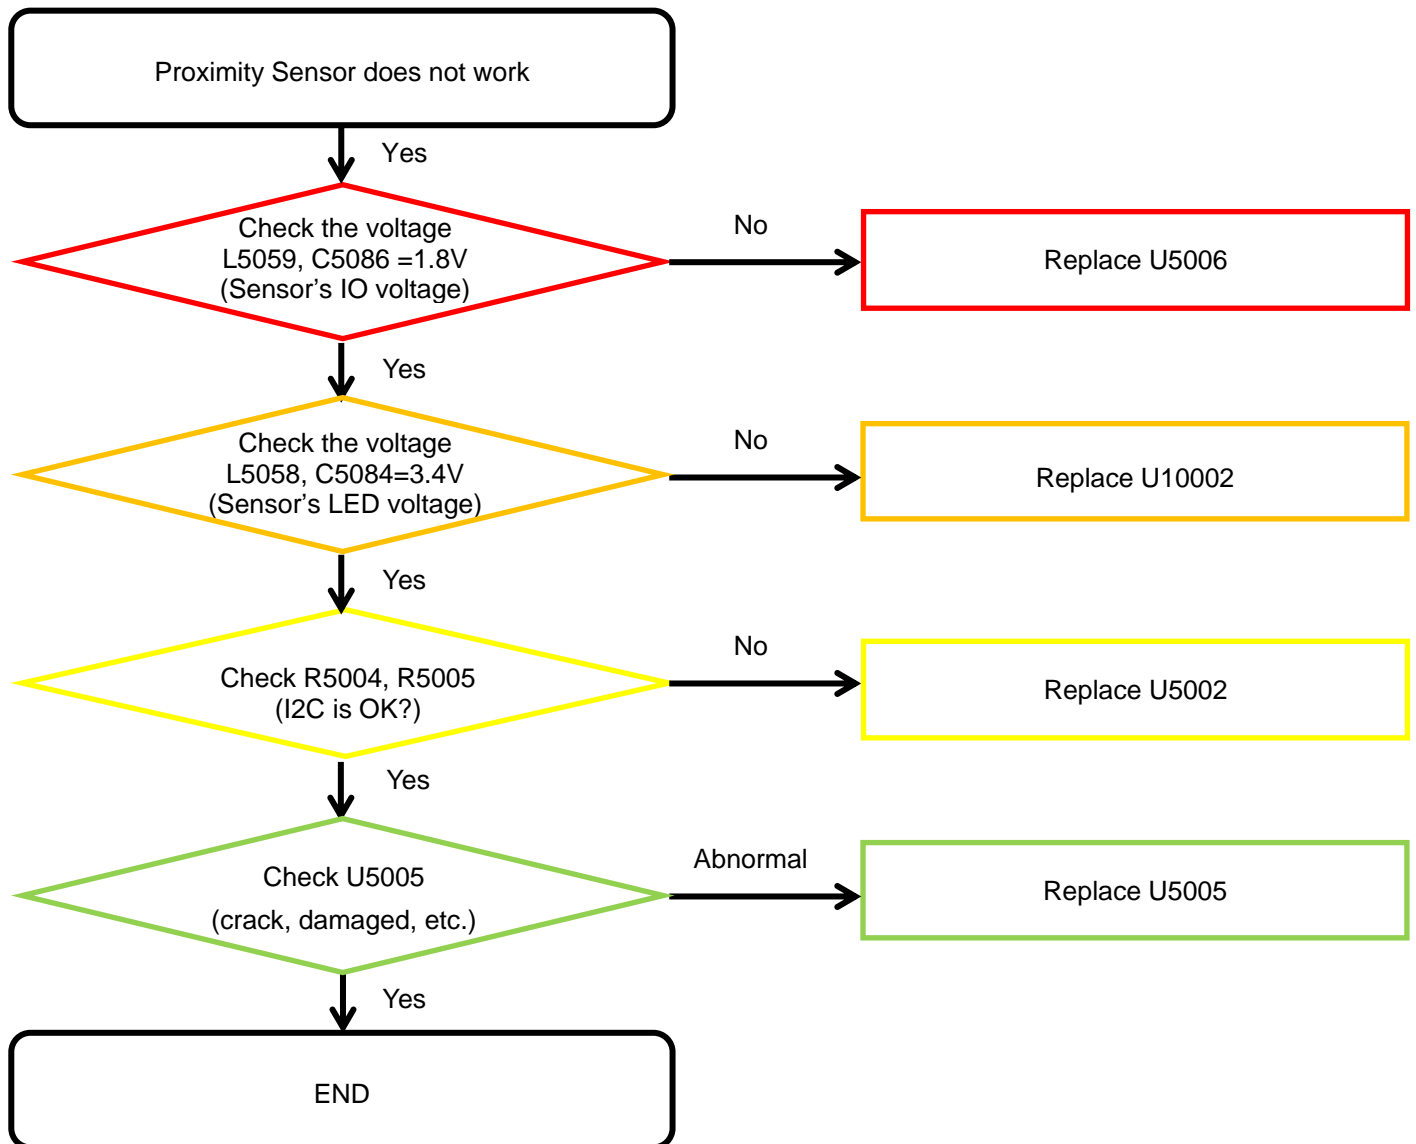 Proximity Sensor does not work
Yes
Check the voltage
L5059, C5086 =1.8V
(Sensor's IO voltage)
No
Replace U5006
Yes
Check the voltage
L5058, C5084=3.4V
(Sensor's LED voltage)
No
Replace U10002
Yes
Check R5004, R5005
(I2C is OK?)
No
Replace U5002
Yes
Check U5005
(crack, damaged, etc.)
Abnormal
Replace U5005
Yes
END